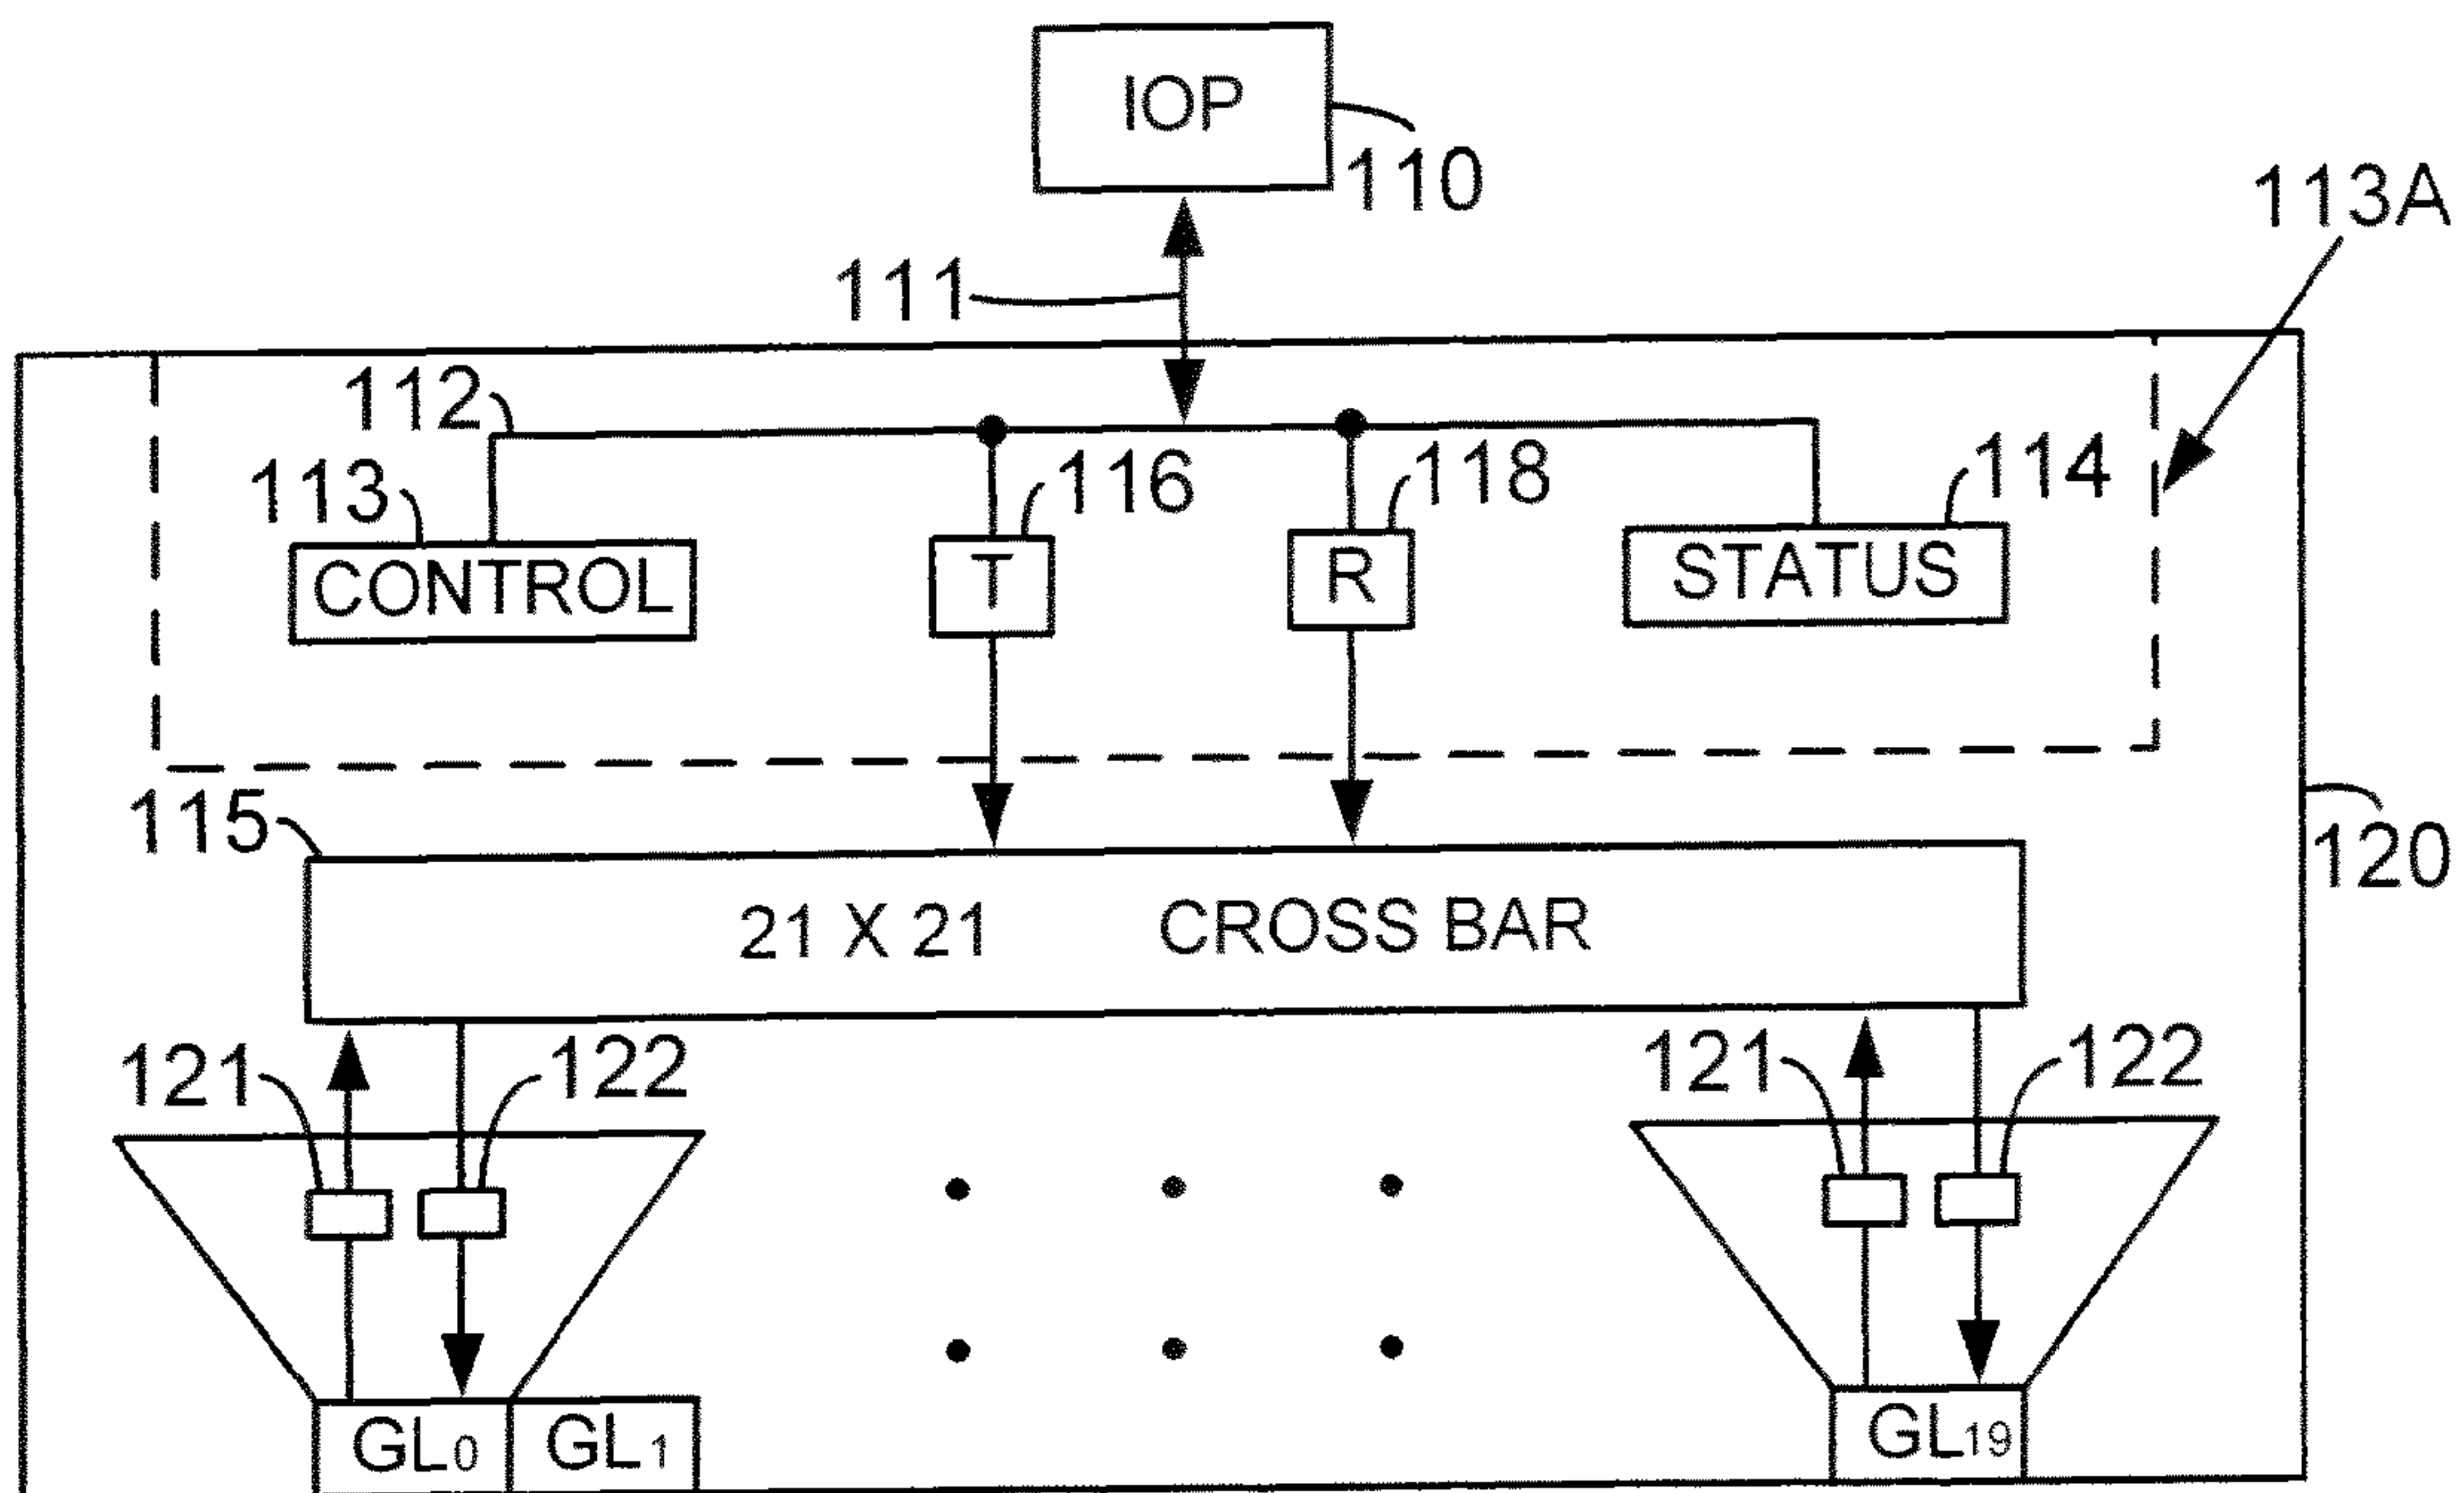 IOP
110
113A
111
112
113
116
118
114
CONTROL
T
R
STATUS
115
120
21 X 21 CROSS BAR
121
122
121
122
GL0
GL1
GL19